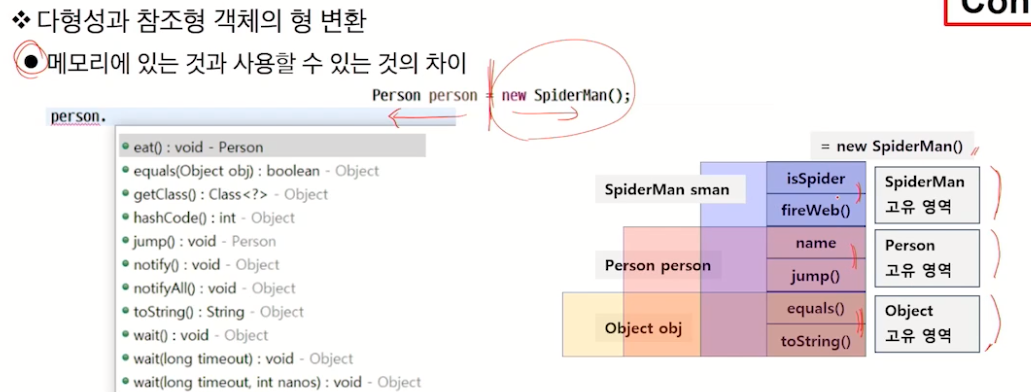 ❖ 다형성과 참조형 객체의 형 변환
● 메모리에 있는 것과 사용할 수 있는 것의 차이
Person person = new SpiderMan();
person.
eat() : void - Person
equals(Object obj) : boolean - Object
getClass() : Class<?> - Object
hashCode() : int - Object
jump() : void - Person
notify() : void - Object
notifyAll() : void - Object
toString() : String - Object
wait() : void - Object
wait(long timeout) : void - Object
wait(long timeout, int nanos) : void - Object
= new SpiderMan()
SpiderMan sman
isSpider
fireWeb()
SpiderMan
고유 영역
Person person
name
jump()
Person
고유 영역
Object obj
equals()
toString()
Object
고유 영역